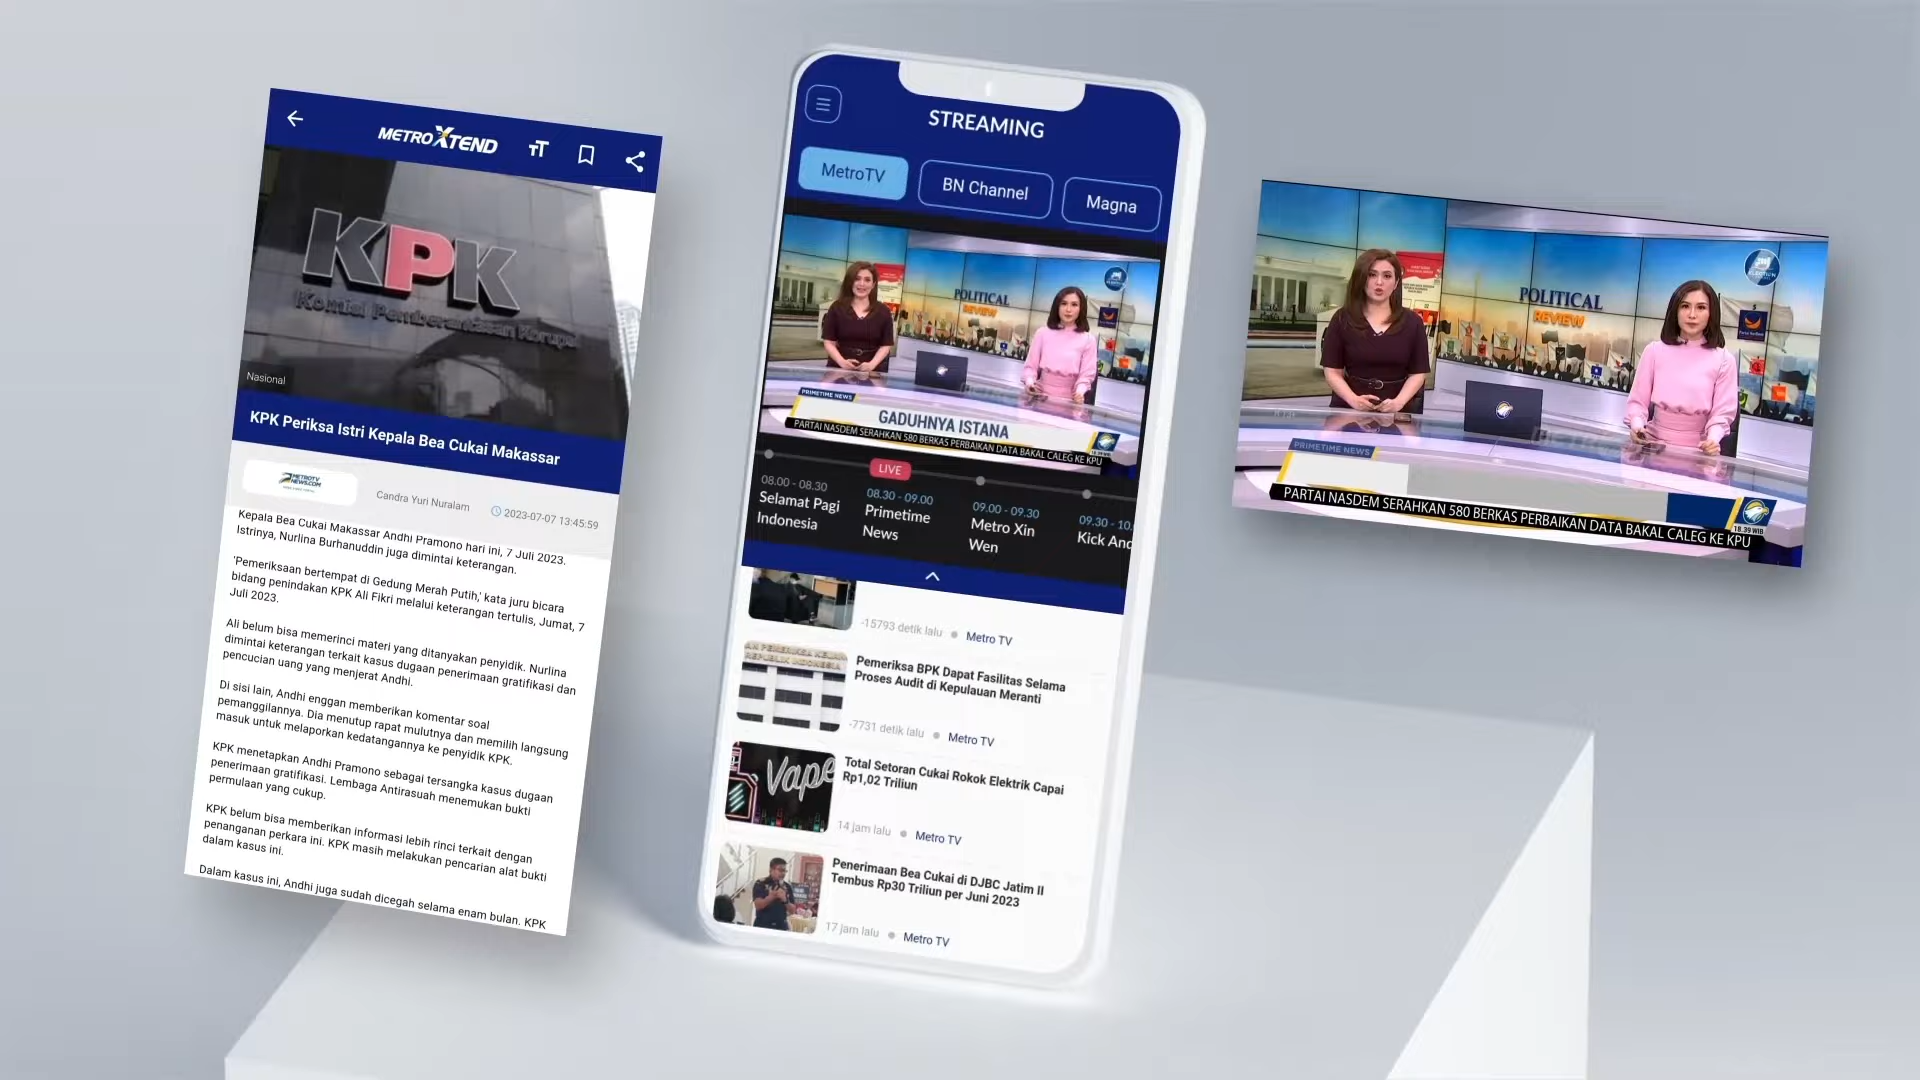 METRO XTEND
TT
KPK
Komisi Pemberantasan Korupsi
Nasional
KPK Periksa Istri Kepala Bea Cukai Makassar
METROTV
NEWS.COM
Candra Yuri Nuralam
2023-07-07 13:45:59
Kepala Bea Cukai Makassar Andhi Pramono hari ini, 7 Juli 2023.
Istrinya, Nurlina Burhanuddin juga dimintai keterangan.
'Pemeriksaan bertempat di Gedung Merah Putih,' kata juru bicara
bidang penindakan KPK Ali Fikri melalui keterangan tertulis, Jumat, 7
Juli 2023.
Ali belum bisa memerinci materi yang ditanyakan penyidik. Nurlina
dimintai keterangan terkait kasus dugaan penerimaan gratifikasi dan
pencucian uang yang menjerat Andhi.
Di sisi lain, Andhi enggan memberikan komentar soal
pemanggilannya. Dia menutup rapat mulutnya dan memilih langsung
masuk untuk melaporkan kedatangannya ke penyidik KPK.
KPK menetapkan Andhi Pramono sebagai tersangka kasus dugaan
penerimaan gratifikasi. Lembaga Antirasuah menemukan bukti
permulaan yang cukup.
KPK belum bisa memberikan informasi lebih rinci terkait dengan
penanganan perkara ini. KPK masih melakukan pencarian alat bukti
dalam kasus ini.
Dalam kasus ini, Andhi juga sudah dicegah selama enam bulan. KPK
STREAMING
MetroTV
BN Channel
Magna
POLITICAL
REVIEW
PRIMETIME NEWS
GADUHNYA ISTANA
PARTAI NASDEM SERAHKAN 580 BERKAS PERBAIKAN DATA BAKAL CALEG KE KPU
LIVE
08.00 - 08.30
Selamat Pagi
Indonesia
08.30 - 09.00
Primetime
News
09.00 - 09.30
Metro Xin
Wen
09.30 - 10.
Kick And
-15793 detik lalu
Metro TV
REPUBLIK INDONESIA
Pemeriksa BPK Dapat Fasilitas Selama
Proses Audit di Kepulauan Meranti
-7731 detik lalu
Metro TV
Vape
Total Setoran Cukai Rokok Elektrik Capai
Rp1,02 Triliun
14 jam lalu
Metro TV
Penerimaan Bea Cukai di DJBC Jatim II
Tembus Rp30 Triliun per Juni 2023
17 jam lalu
Metro TV
POLITICAL
REVIEW
PRIMETIME NEWS
PARTAI NASDEM SERAHKAN 580 BERKAS PERBAIKAN DATA BAKAL CALEG KE KPU
18.39 WIB